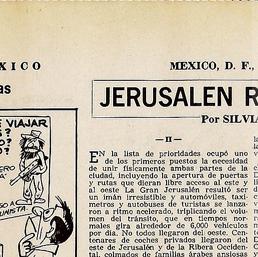 XICO
MEXICO, D. F.,
as
JERUSALEN R
Por SILVIA
VIAJAR
S?
?
O?
— II —
EN la lista de prioridades ocupó uno
de los primeros puestos la necesidad
de unir físicamente ambas partes de la
ciudad, incluyendo la apertura de puertas
y rutas que dieran libre acceso al este y
al oeste La Gran Jerusalén resultó ser
un imán irresistible y automóviles, taxí-
metros y autobuses de turistas se lanza-
ron a ritmo acelerado, triplicando el volu-
men del tránsito, que en tiempos nor-
males gira alrededor de 6,000 vehículos
por día. No todos llegaron del oeste. Cen-
tenares de coches privados llegaron del
este de Jerusalén y de la Ribera Occiden-
tal, colmados de familias árabes ansiosas